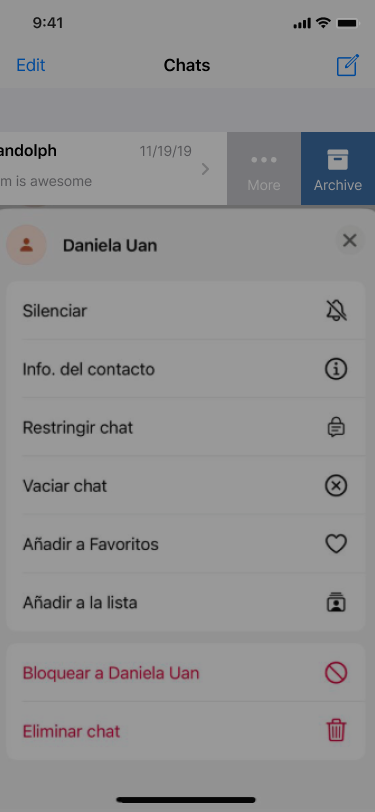 9:41
Edit
Chats
andolph
11/19/19
m is awesome
More
Archive
Daniela Uan
Silenciar
Info. del contacto
Restringir chat
Vaciar chat
Añadir a Favoritos
Añadir a la lista
Bloquear a Daniela Uan
Eliminar chat